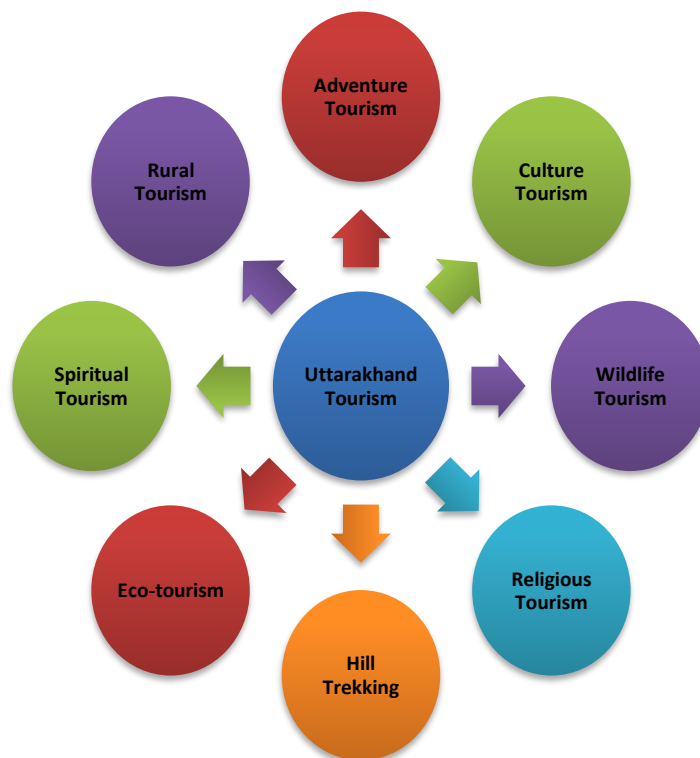 Adventure
Tourism
Rural
Tourism
Culture
Tourism
Spiritual
Tourism
Uttarakhand
Tourism
Wildlife
Tourism
Eco-tourism
Religious
Tourism
Hill
Trekking